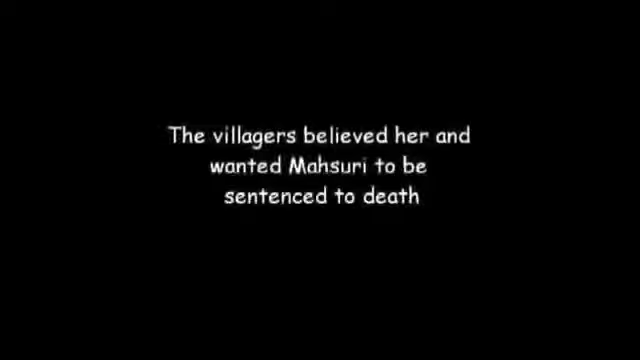 The villagers believed her and
wanted Mahsuri to be
sentenced to death